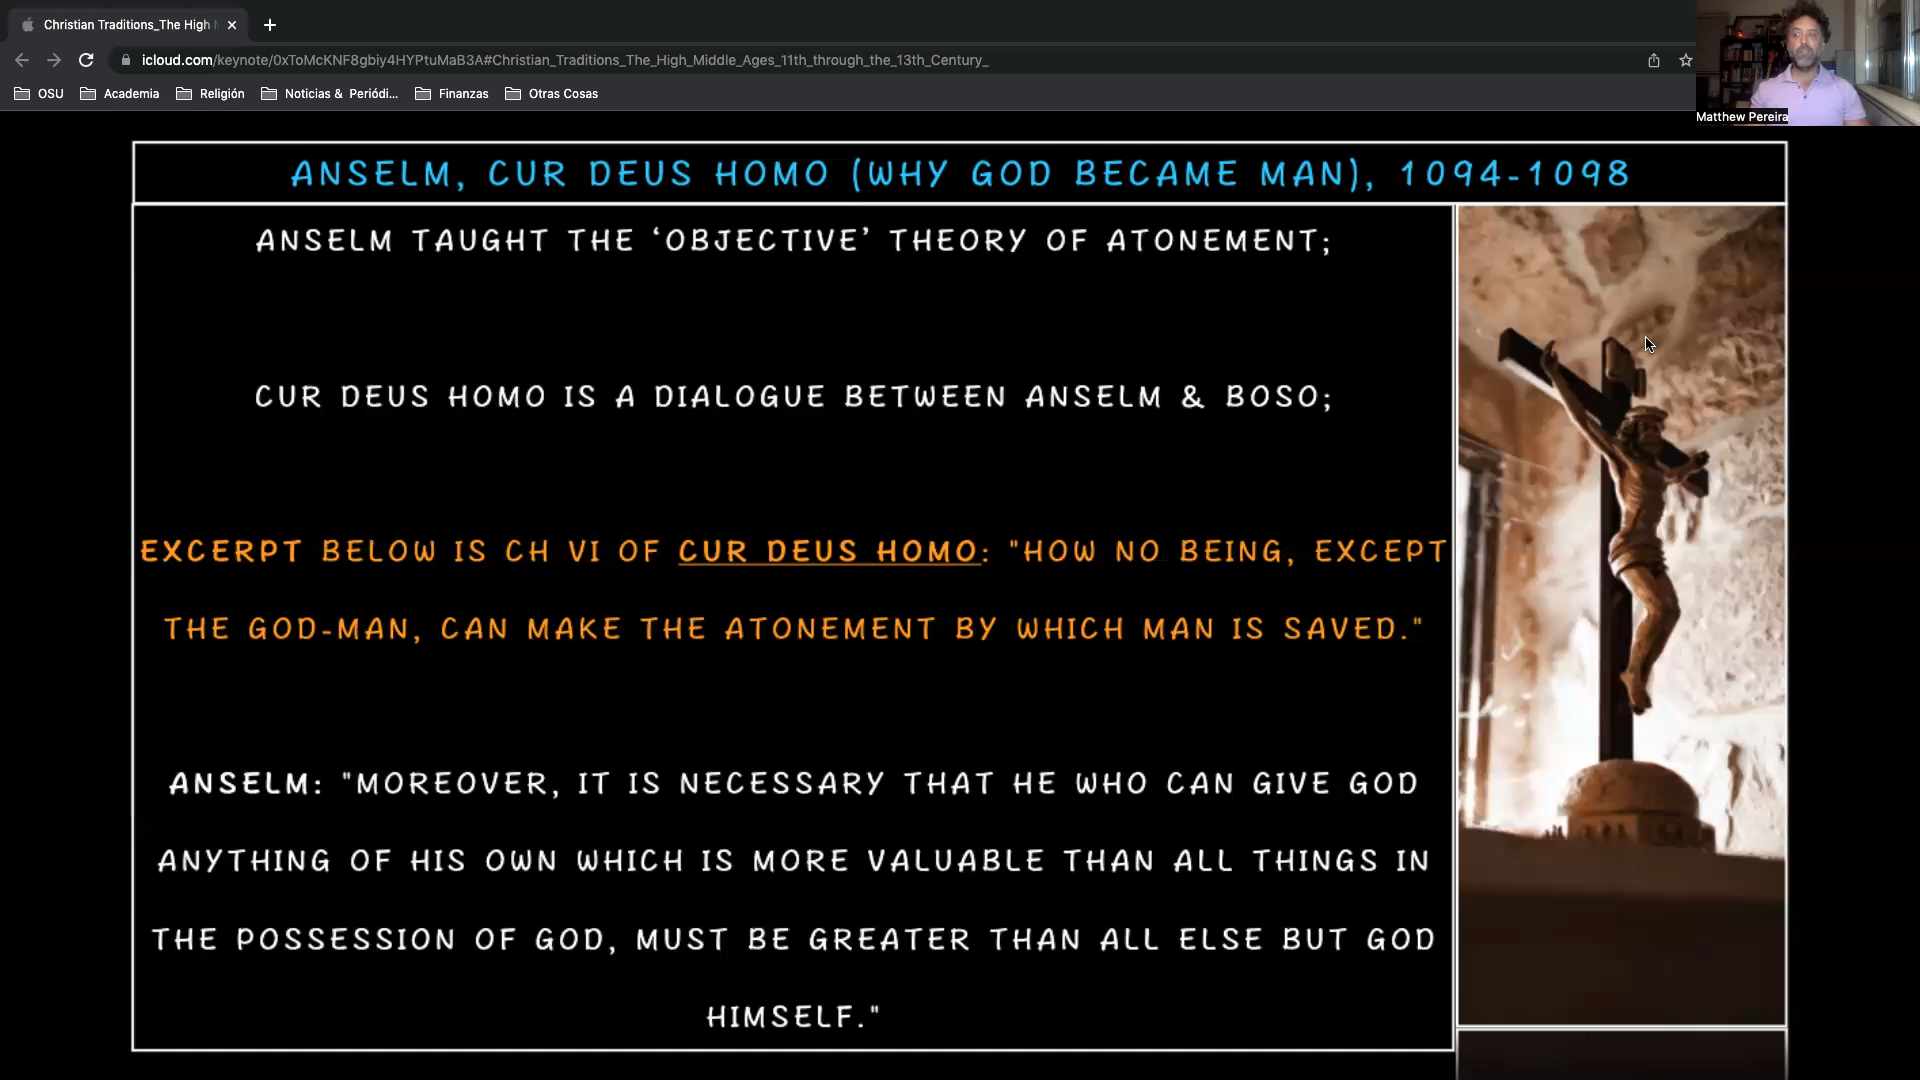 Christian Traditions_The High
icloud.com/keynote/0xToMcKNF8gbiy4HYPtuMaB3A#Christian_Traditions_The_High_Middle_Ages_11th_through_the_13th_Century_
OSU Academia Religión Noticias & Periódi... Finanzas Otras Cosas
Matthew Pereira
ANSELM, CUR DEUS HOMO (WHY GOD BECAME MAN), 1094-1098
ANSELM TAUGHT THE ‘OBJECTIVE’ THEORY OF ATONEMENT;
CUR DEUS HOMO IS A DIALOGUE BETWEEN ANSELM & BOSO;
EXCERPT BELOW IS CH VI OF CUR DEUS HOMO: "HOW NO BEING, EXCEPT
THE GOD-MAN, CAN MAKE THE ATONEMENT BY WHICH MAN IS SAVED."
ANSELM: "MOREOVER, IT IS NECESSARY THAT HE WHO CAN GIVE GOD
ANYTHING OF HIS OWN WHICH IS MORE VALUABLE THAN ALL THINGS IN
THE POSSESSION OF GOD, MUST BE GREATER THAN ALL ELSE BUT GOD
HIMSELF."